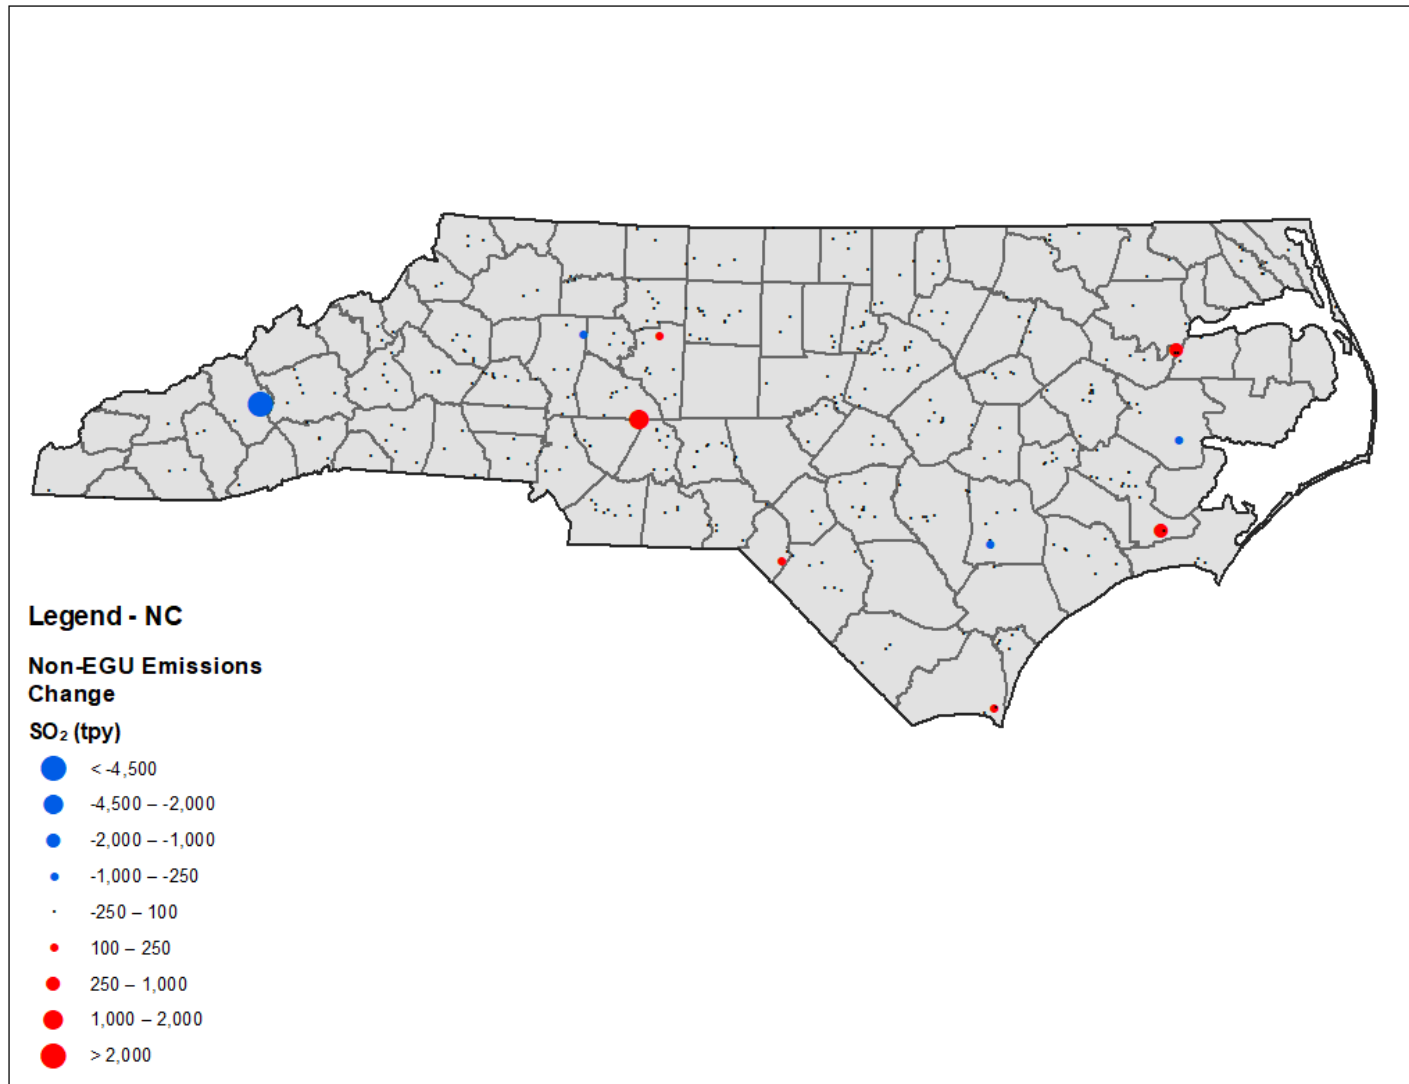 Legend - NC
Non-EGU Emissions
Change
SO₂ (tpy)
< -4,500
-4,500 – -2,000
-2,000 – -1,000
-1,000 – -250
-250 – 100
100 – 250
250 – 1,000
1,000 – 2,000
> 2,000